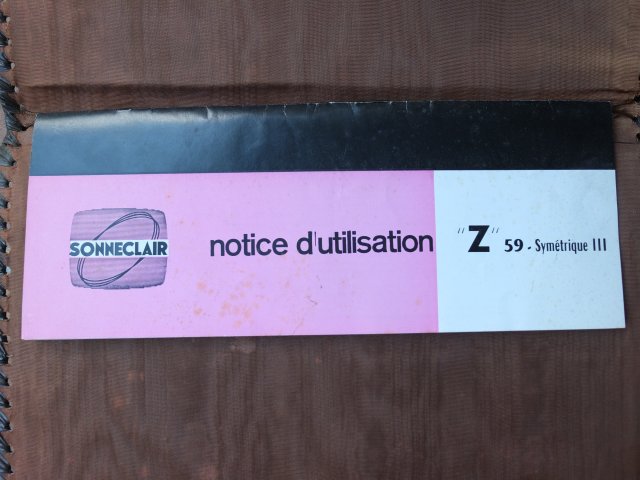 SONNECLAIR
notice d'utilisation
"Z" 59 - Symétrique III